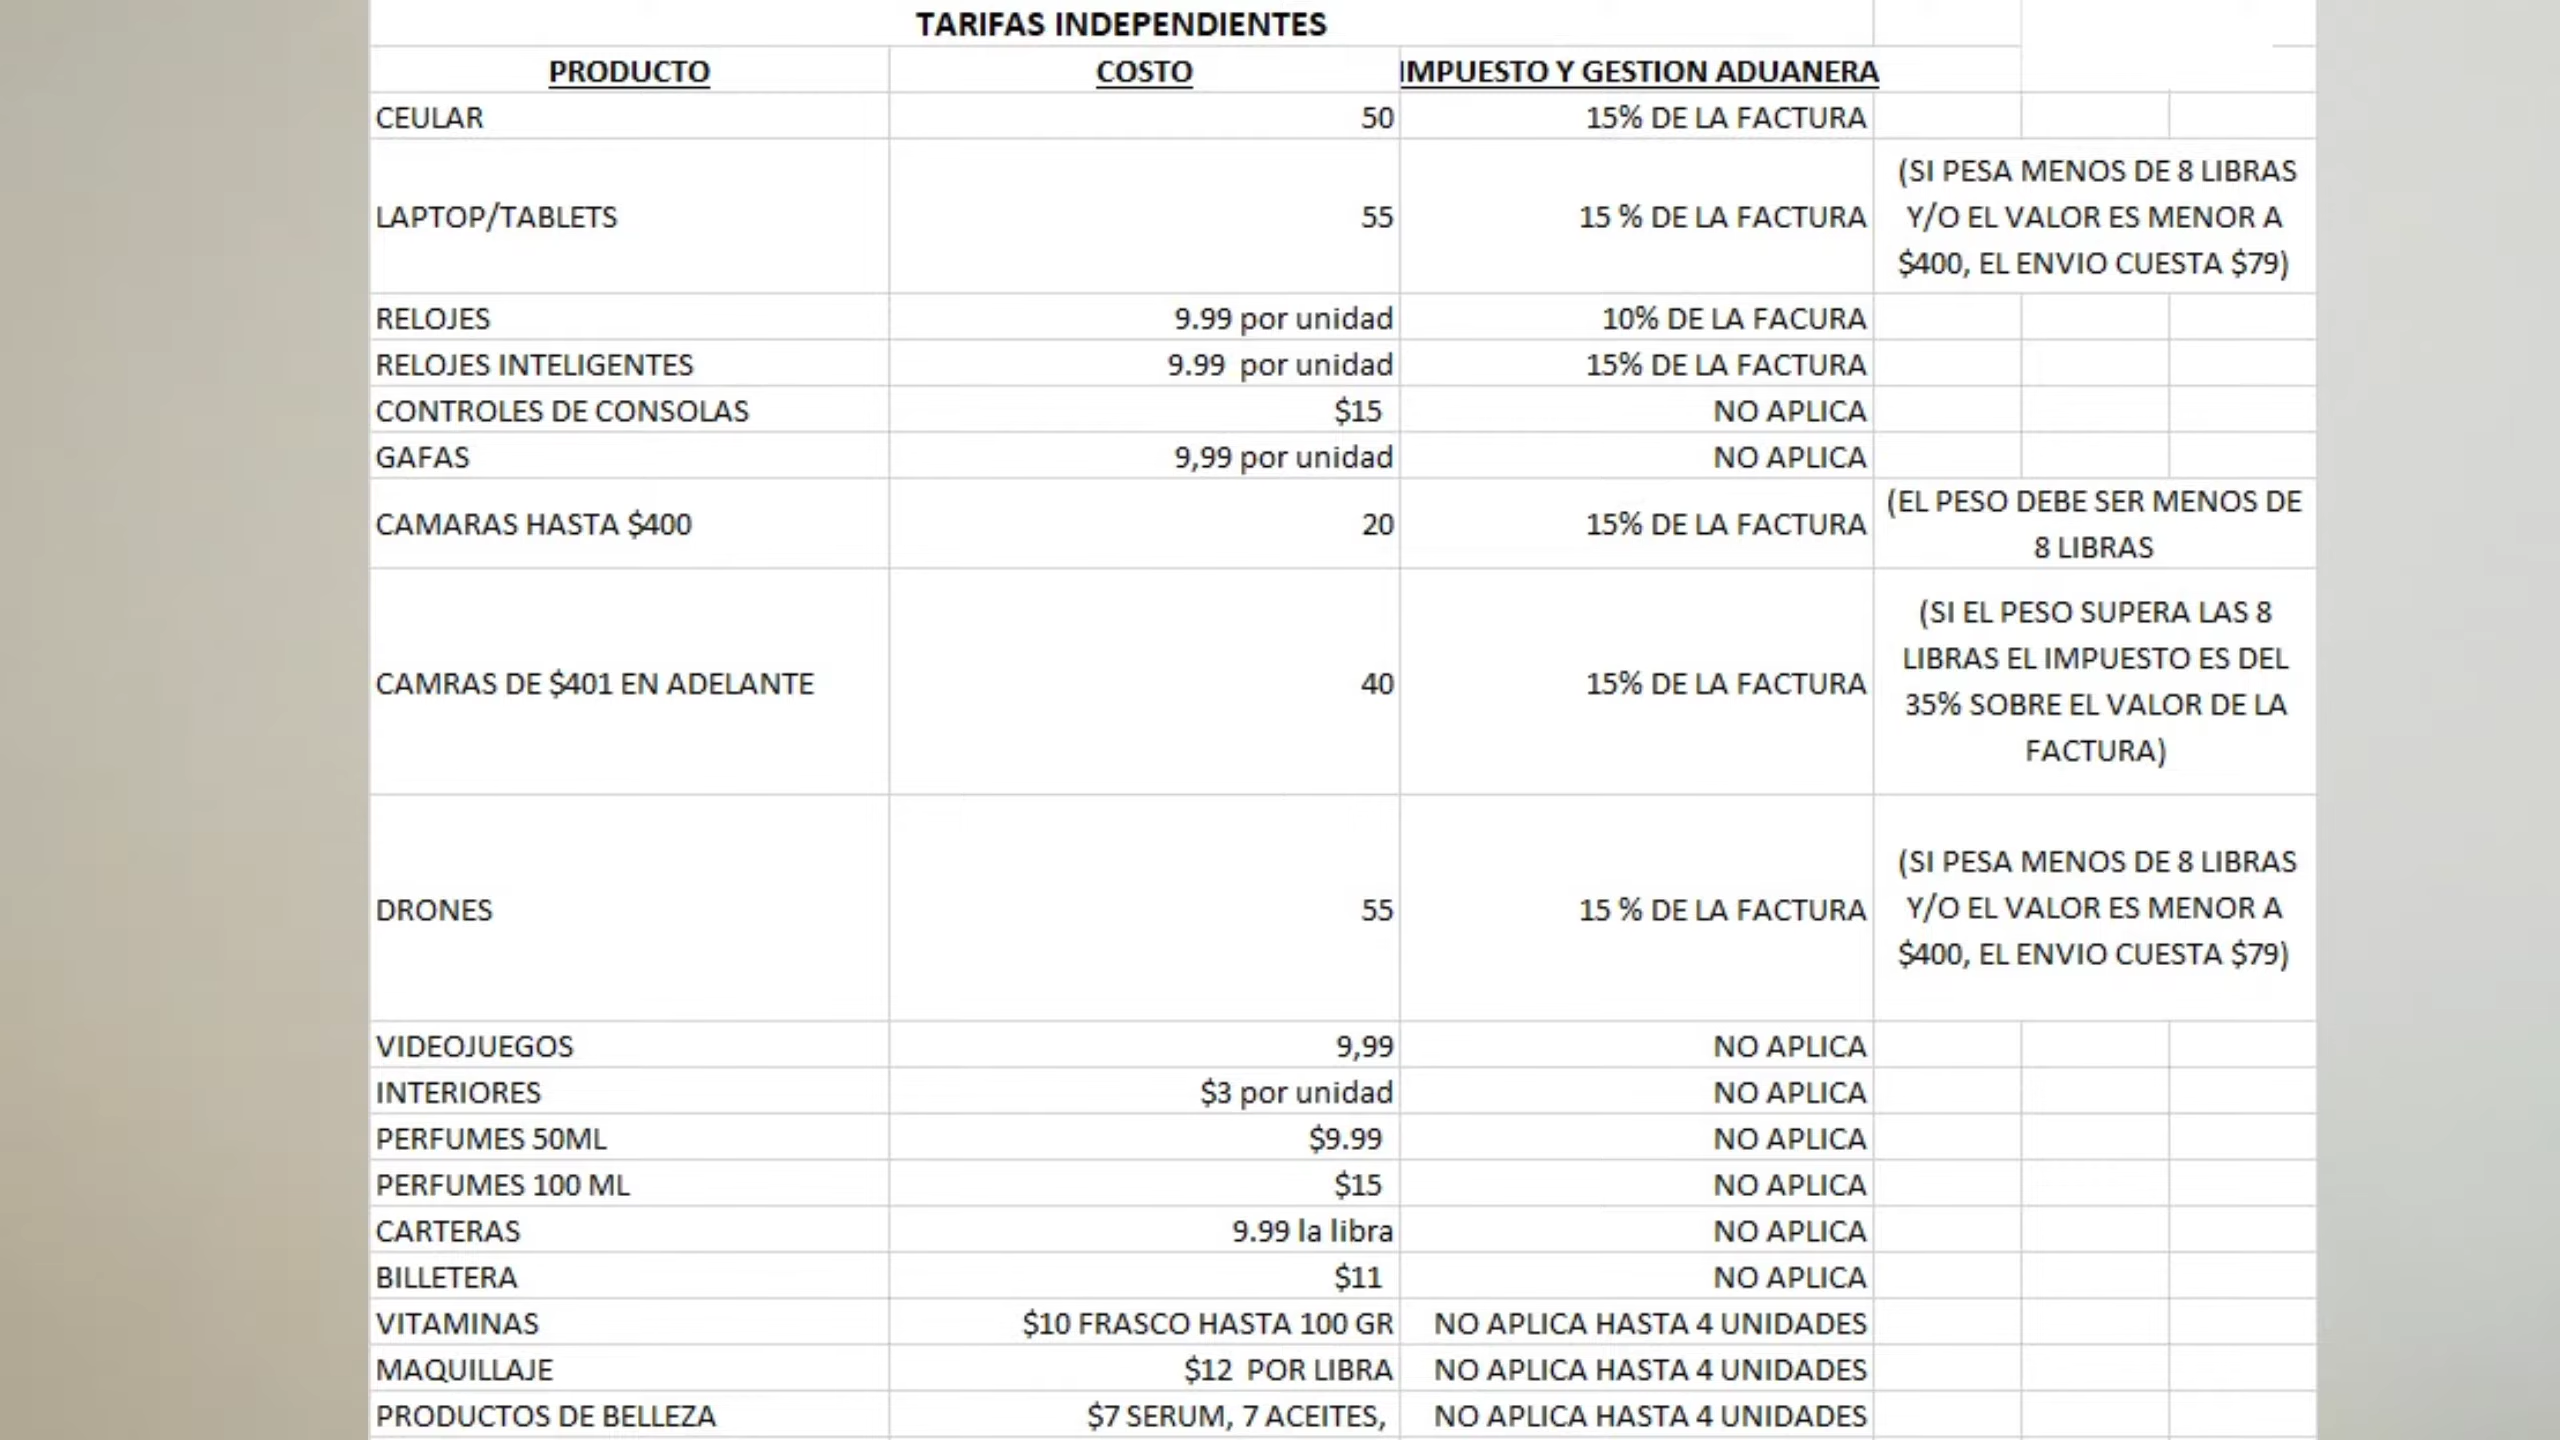 TARIFAS INDEPENDIENTES
PRODUCTO COSTO IMPUESTO Y GESTION ADUANERA
CEULAR 50 15% DE LA FACTURA
LAPTOP/TABLETS 55 15 % DE LA FACTURA
(SI PESA MENOS DE 8 LIBRAS
Y/O EL VALOR ES MENOR A
$400, EL ENVIO CUESTA $79)
RELOJES 9.99 por unidad 10% DE LA FACURA
RELOJES INTELIGENTES 9.99 por unidad 15% DE LA FACTURA
CONTROLES DE CONSOLAS $15 NO APLICA
GAFAS 9,99 por unidad NO APLICA
CAMARAS HASTA $400 20 15% DE LA FACTURA
(EL PESO DEBE SER MENOS DE
8 LIBRAS
CAMRAS DE $401 EN ADELANTE 40 15% DE LA FACTURA
(SI EL PESO SUPERA LAS 8
LIBRAS EL IMPUESTO ES DEL
35% SOBRE EL VALOR DE LA
FACTURA)
DRONES 55 15 % DE LA FACTURA
(SI PESA MENOS DE 8 LIBRAS
Y/O EL VALOR ES MENOR A
$400, EL ENVIO CUESTA $79)
VIDEOJUEGOS 9,99 NO APLICA
INTERIORES $3 por unidad NO APLICA
PERFUMES 50ML $9.99 NO APLICA
PERFUMES 100 ML $15 NO APLICA
CARTERAS 9.99 la libra NO APLICA
BILLETERA $11 NO APLICA
VITAMINAS $10 FRASCO HASTA 100 GR NO APLICA HASTA 4 UNIDADES
MAQUILLAJE $12 POR LIBRA NO APLICA HASTA 4 UNIDADES
PRODUCTOS DE BELLEZA $7 SERUM, 7 ACEITES, NO APLICA HASTA 4 UNIDADES